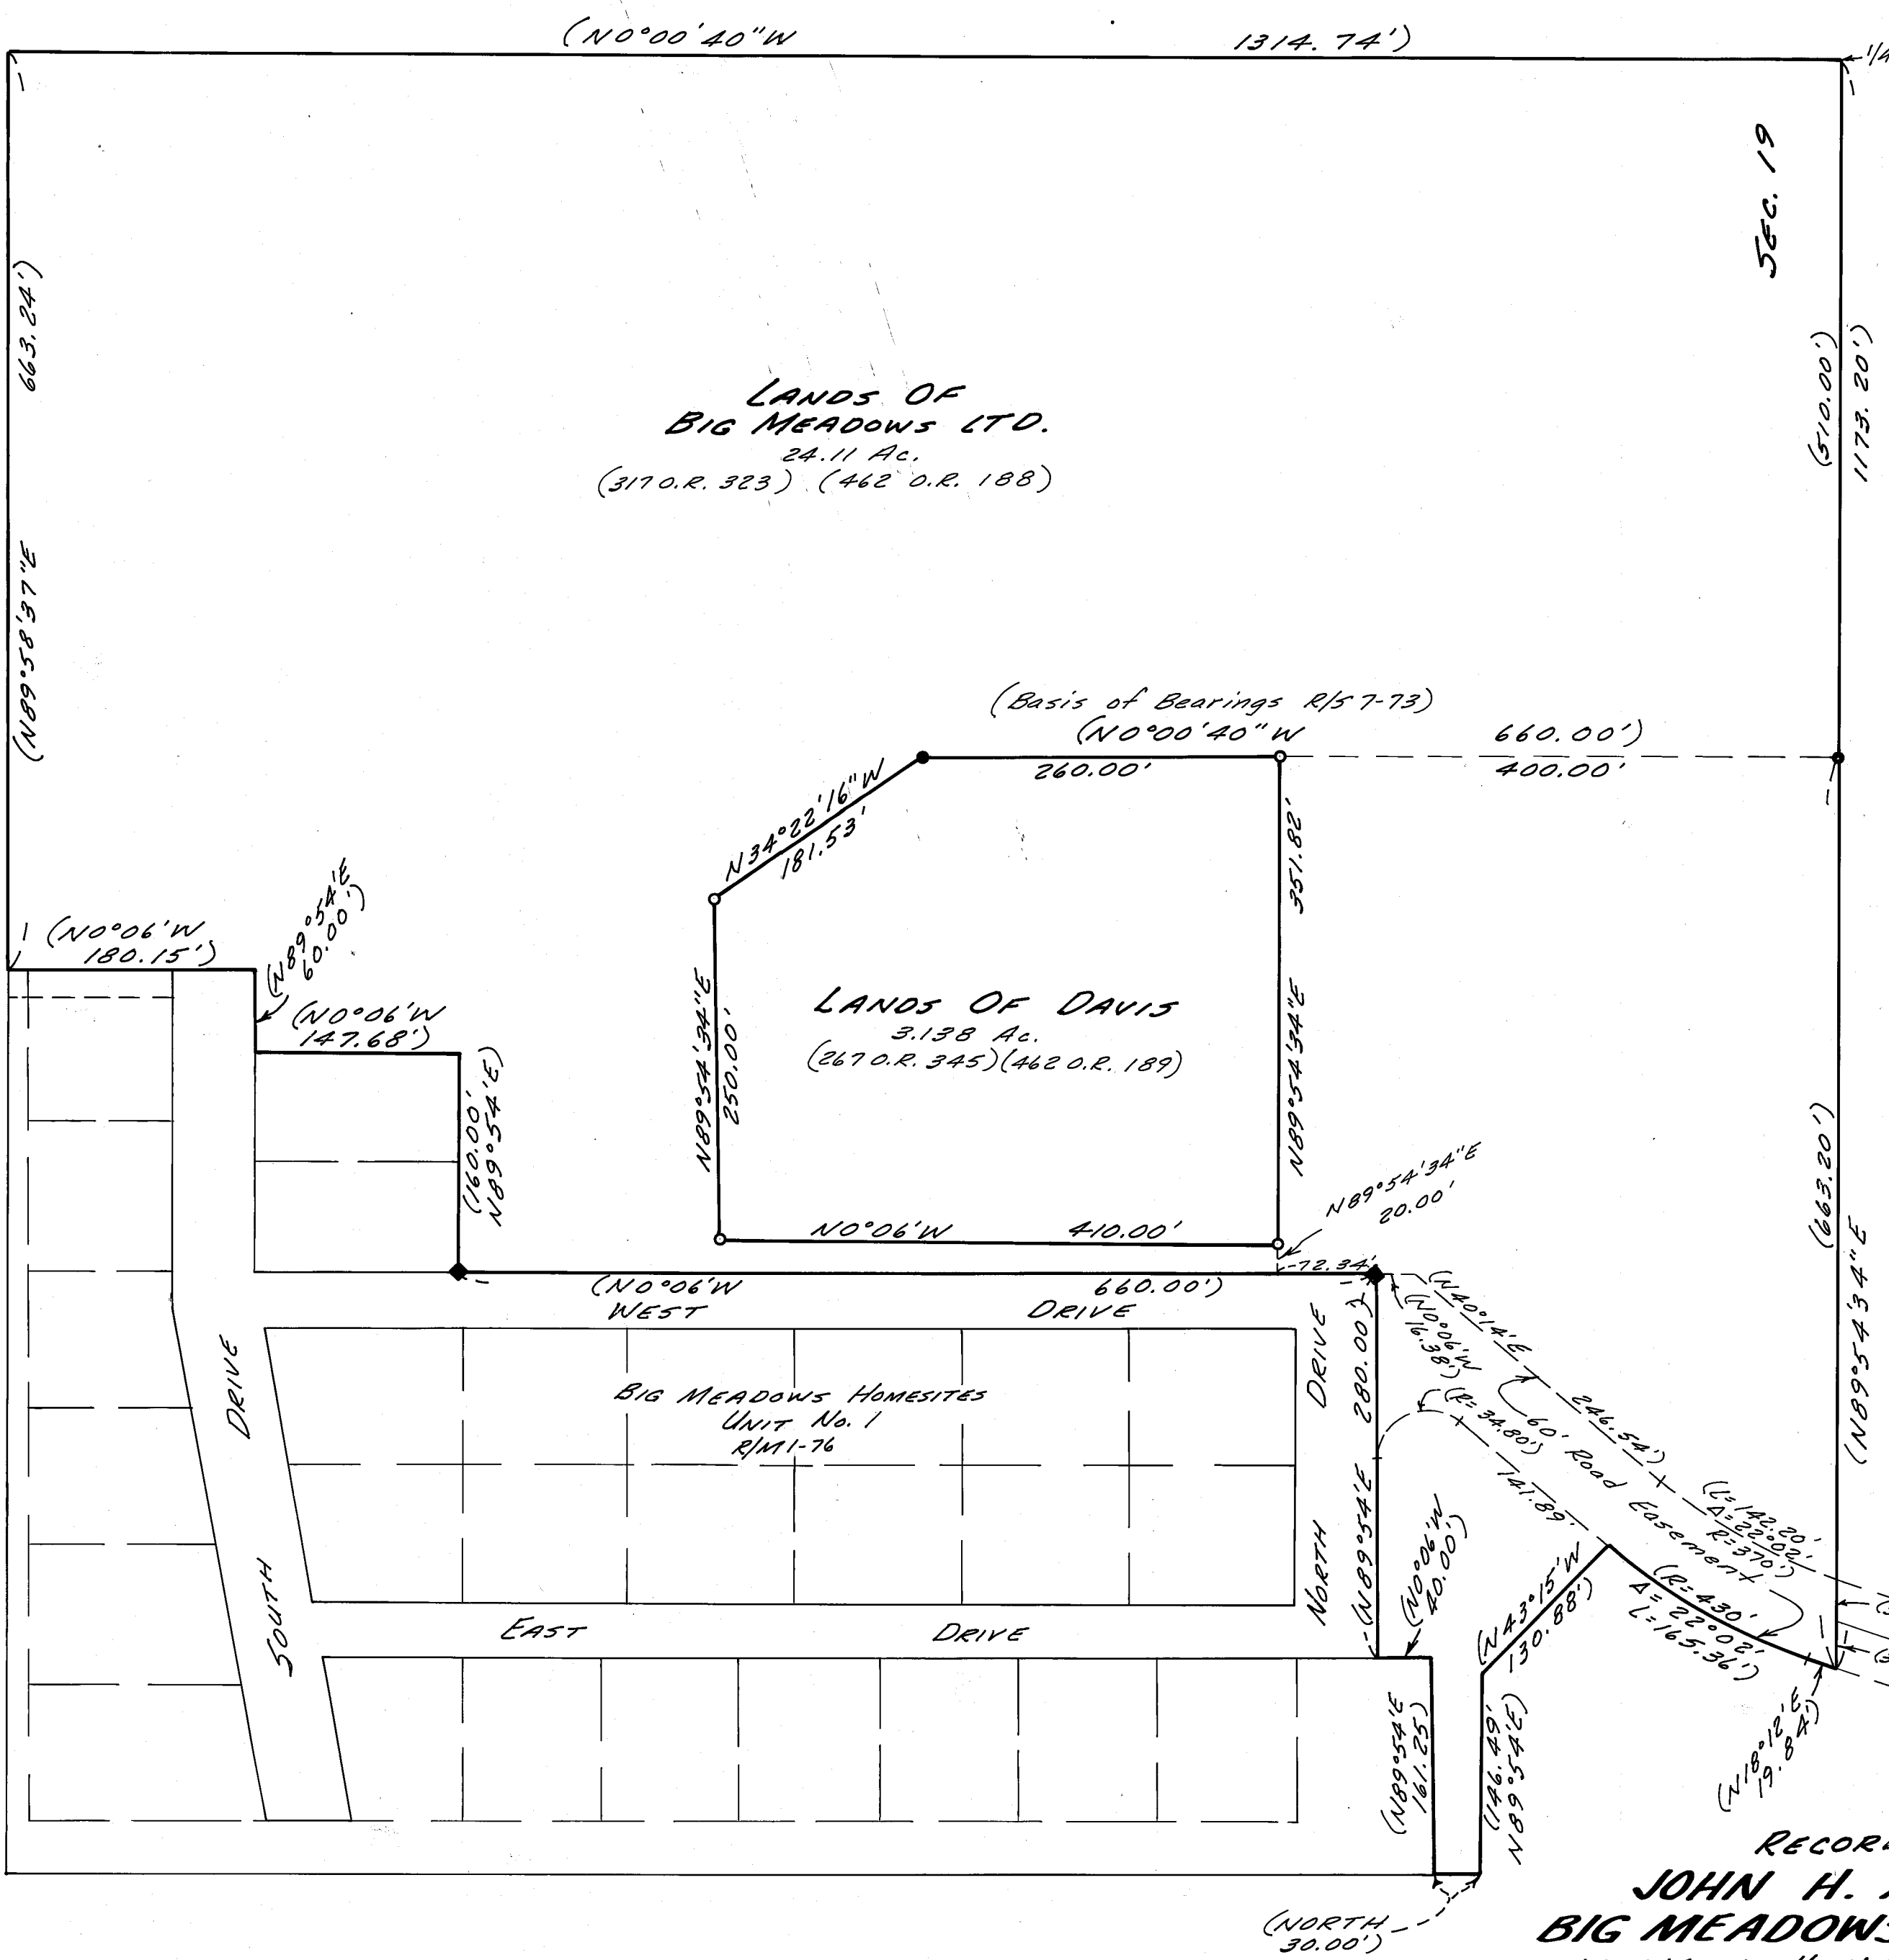 (N0°00'40"W 1314.74')
1/4
SEC. 19
663.24')
(N89°58'37"E
(510.00')
1173.20')
LANDS OF
BIG MEADOWS LTD.
24.11 Ac.
(317 O.R. 323) (462 O.R. 188)
(Basis of Bearings R/S 7-73)
(N0°00'40"W 660.00')
260.00' 400.00'
N34°22'16"W
181.53'
351.82'
N89°54'34"E
(N0°06'W
180.15')
(N89°54'E
60.00')
(N0°06'W
147.68')
(160.00'
N89°54'E)
N89°54'34"E
250.00'
LANDS OF DAVIS
3.138 Ac.
(267 O.R. 345)(462 O.R. 189)
N0°06'W 410.00'
N89°54'34"E
20.00'
72.34'
(663.20')
(N89°54'34"E
(N0°06'W 660.00')
WEST DRIVE
(N40°14'E 246.54')
(N0°06'W
16.38')
(R=34.80')
60' Road Easement
141.89'
(L=142.20'
Δ=22°02'
R=370')
NORTH DRIVE
(N89°54'E 280.00')
BIG MEADOWS HOMESITES
UNIT No. 1
R/M 1-76
SOUTH DRIVE
EAST DRIVE
(N0°06'W
40.00')
(N43°15'W
130.88')
(R=430'
Δ=22°02'
L=165.36')
(N18°12'E
19.84')
(N89°54'E
161.25)
(146.49'
N89°54'E)
(NORTH
30.00')
RECOR
JOHN H.
BIG MEADOWS